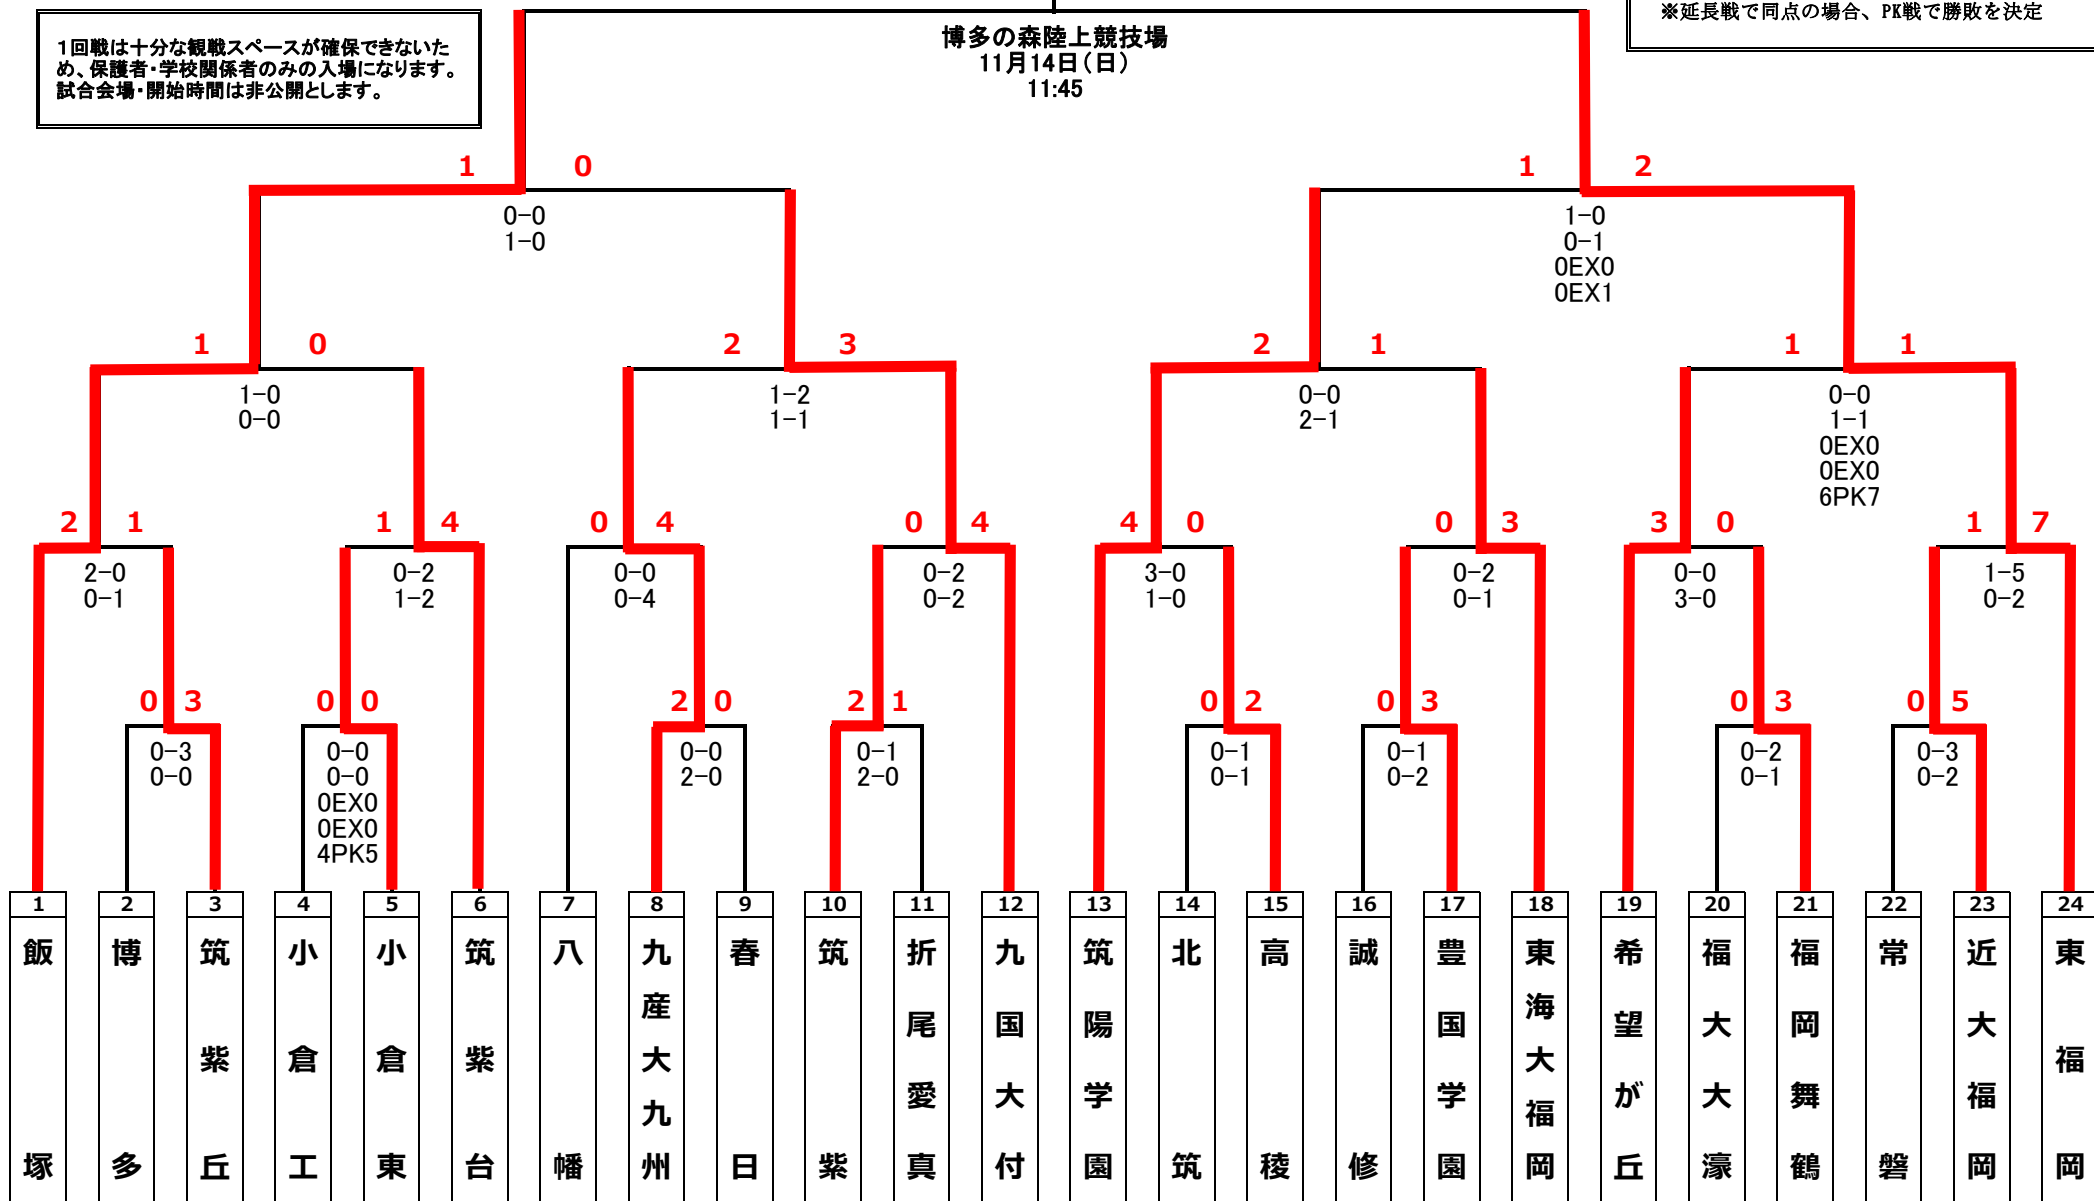 ※延長戦で同点の場合、PK戦で勝敗を決定
1回戦は十分な観戦スペースが確保できないた
め、保護者・学校関係者のみの入場になります。
試合会場・開始時間は非公開とします。
博多の森陸上競技場
11月14日(日)
11:45
1 0
0-0
1-0
1 2
1-0
0-1
0EX0
0EX1
1 0
1-0
0-0
2 3
1-2
1-1
2 1
0-0
2-1
1 1
0-0
1-1
0EX0
0EX0
6PK7
2 1
2-0
0-1
1 4
0-2
1-2
0 4
0-0
0-4
0 4
0-2
0-2
4 0
3-0
1-0
0 3
0-2
0-1
3 0
0-0
3-0
1 7
1-5
0-2
0 3
0-3
0-0
0 0
0-0
0-0
0EX0
0EX0
4PK5
2 0
0-0
2-0
2 1
0-1
2-0
0 2
0-1
0-1
0 3
0-1
0-2
0 3
0-2
0-1
0 5
0-3
0-2
1 飯塚
2 博多
3 筑紫丘
4 小倉工
5 小倉東
6 筑紫台
7 八幡
8 九産大九州
9 春日
10 筑紫
11 折尾愛真
12 九国大付
13 筑陽学園
14 北筑
15 高稜
16 誠修
17 豊国学園
18 東海大福岡
19 希望が丘
20 福大大濠
21 福岡舞鶴
22 常磐
23 近大福岡
24 東福岡